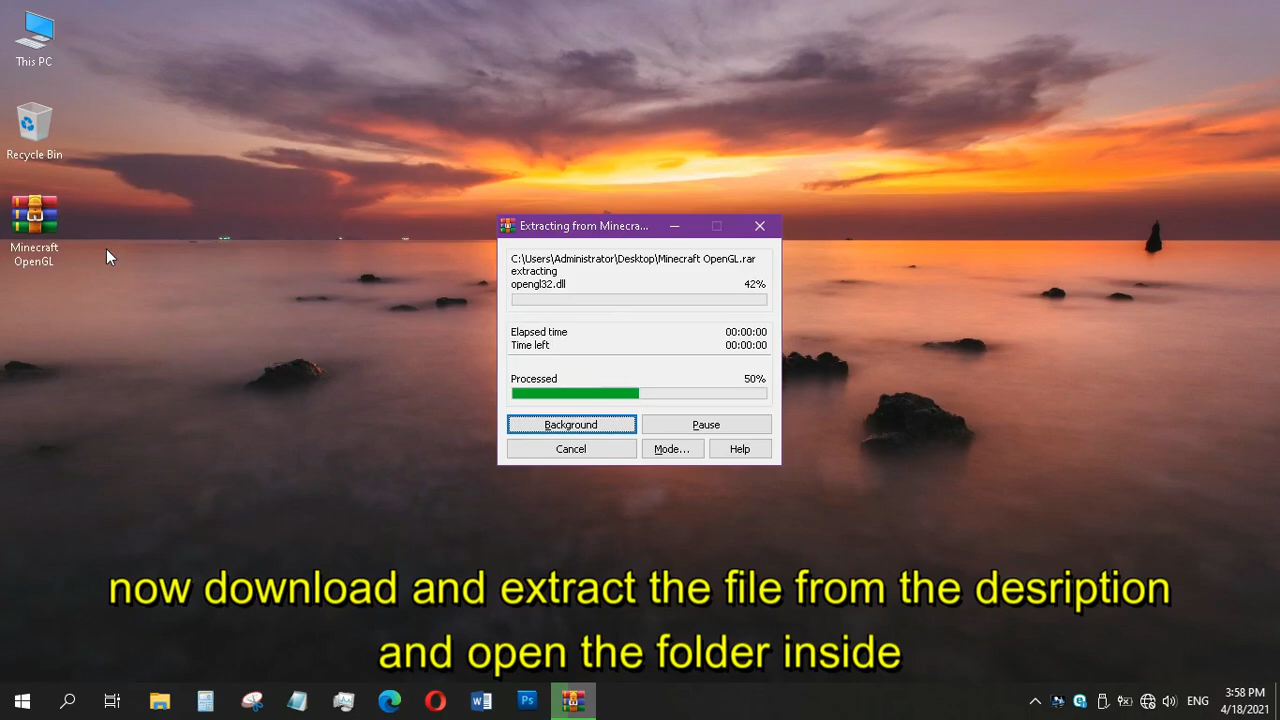 This PC
Recycle Bin
Minecraft
OpenGL
Extracting from Minecra...
C:\Users\Administrator\Desktop\Minecraft OpenGL.rar
extracting
opengl32.dll 42%
Elapsed time 00:00:00
Time left 00:00:00
Processed 50%
Background Pause
Cancel Mode... Help
now download and extract the file from the desription
and open the folder inside
W Ps ENG 3:58 PM
4/18/2021